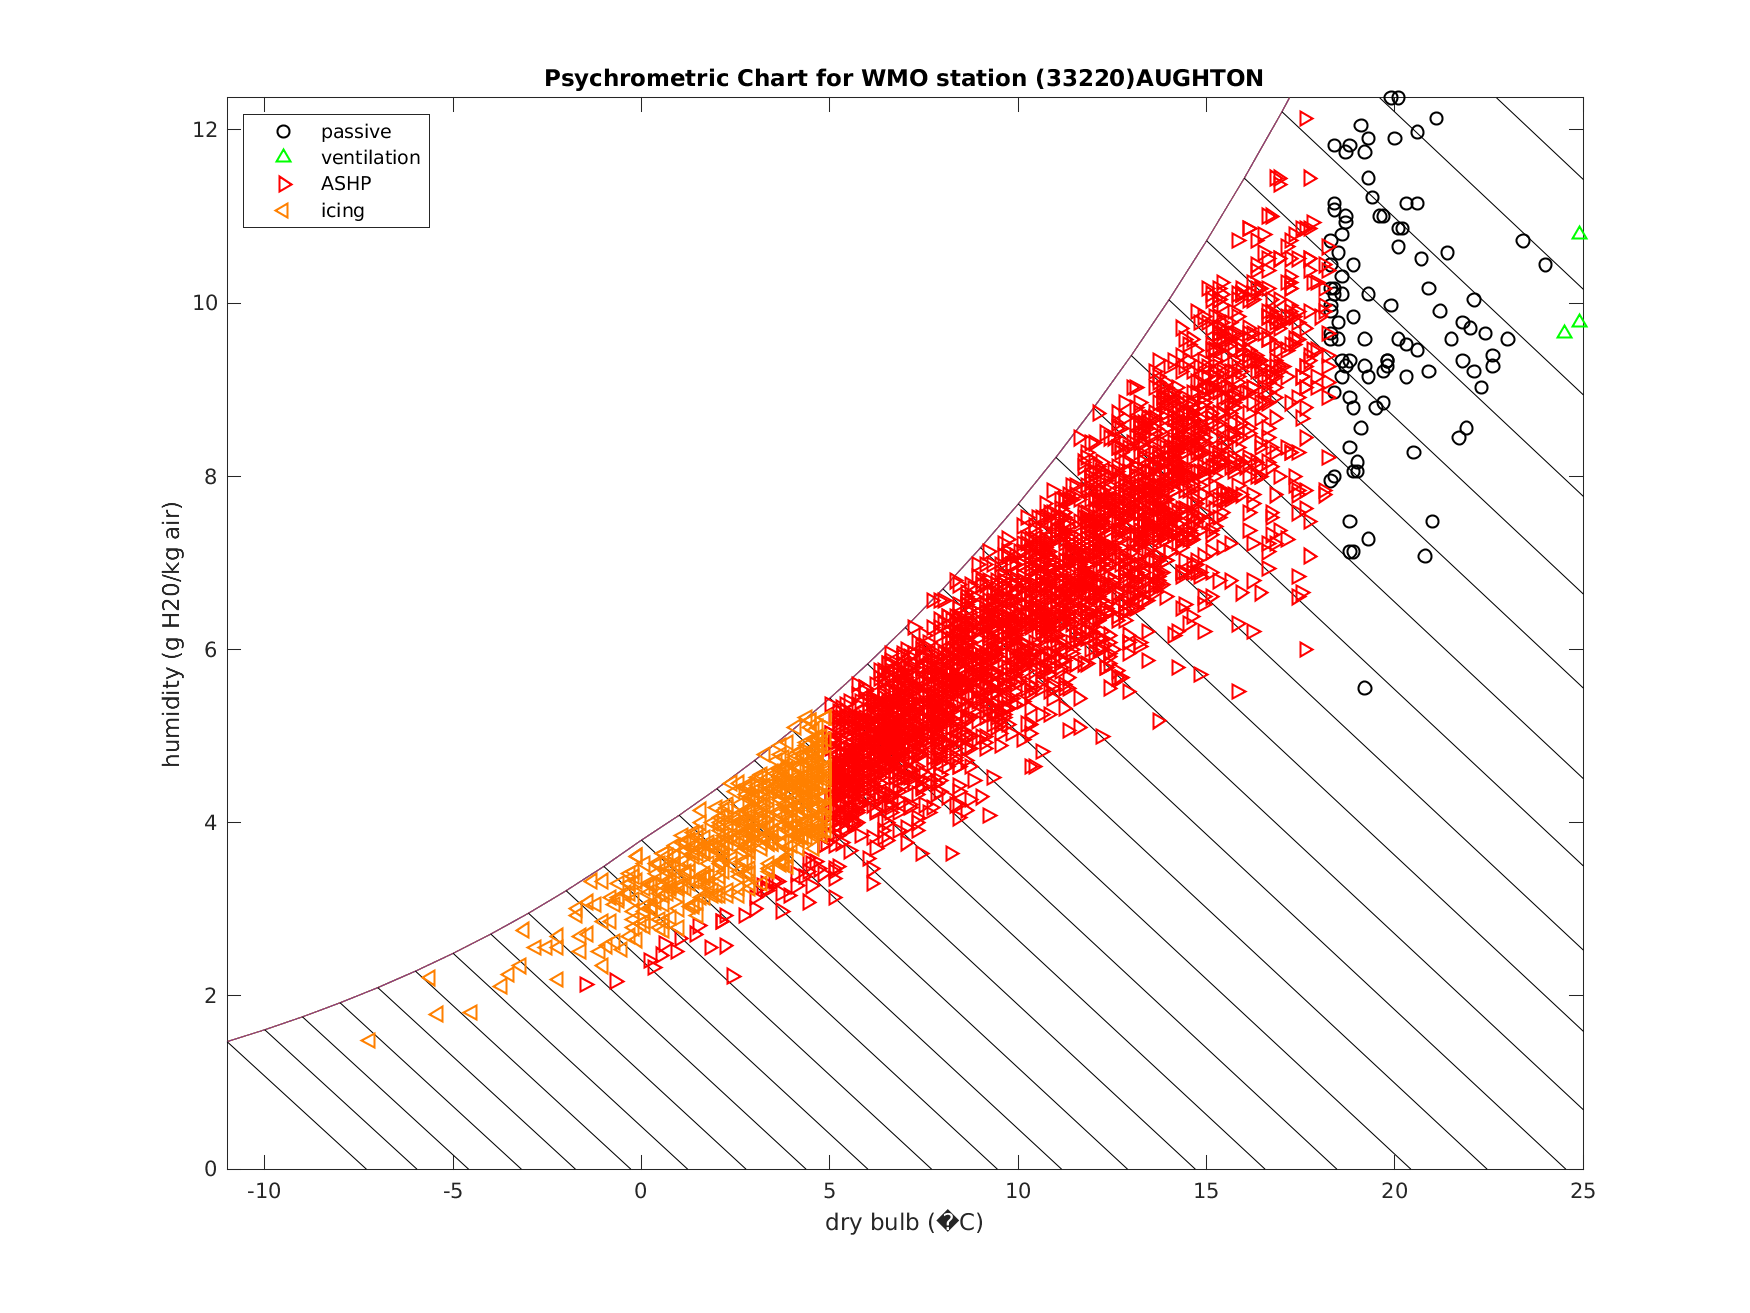 Psychrometric Chart for WMO station (33220)AUGHTON
passive
ventilation
ASHP
icing
12
10
8
6
4
2
0
humidity (g H20/kg air)
-10 -5 0 5 10 15 20 25
dry bulb (�C)